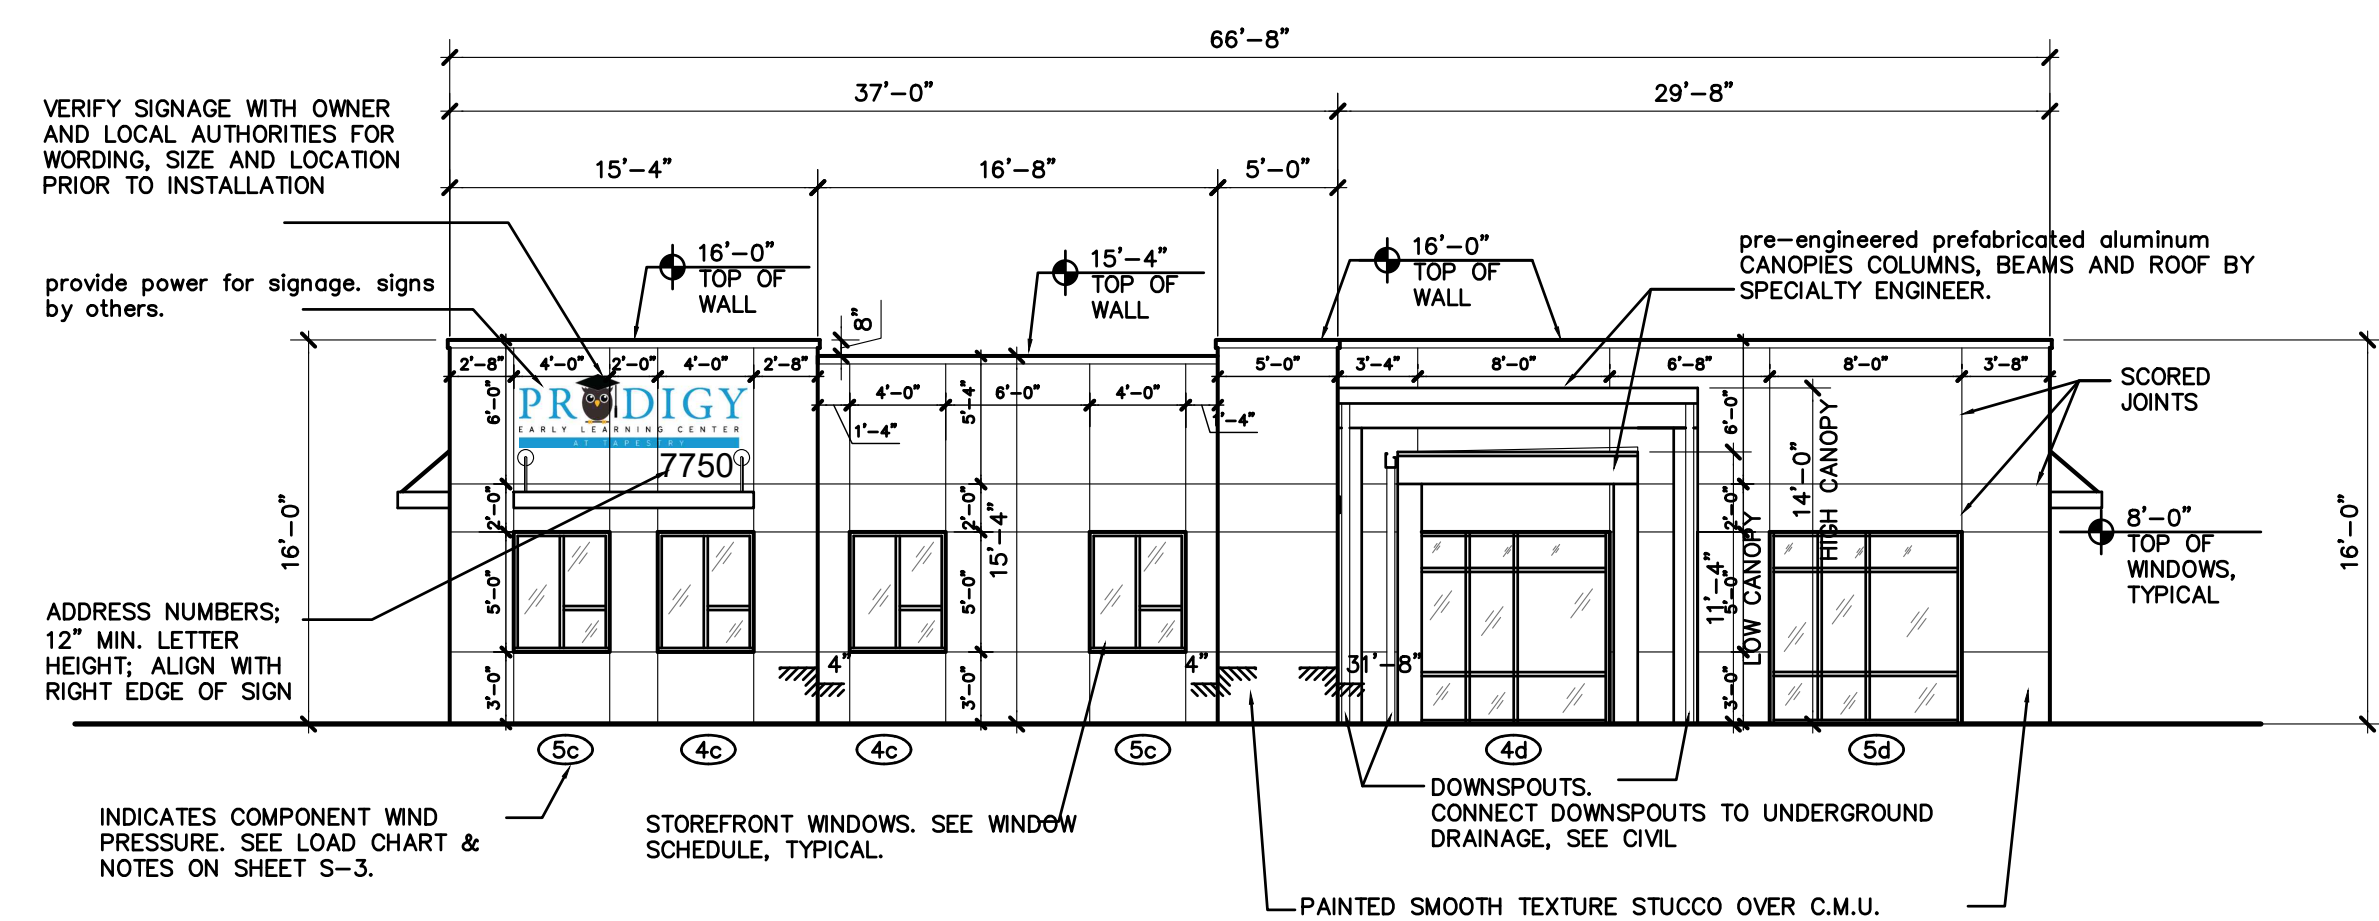 66'-8"
37'-0"
29'-8"
VERIFY SIGNAGE WITH OWNER
AND LOCAL AUTHORITIES FOR
WORDING, SIZE AND LOCATION
PRIOR TO INSTALLATION
15'-4"
16'-8"
5'-0"
provide power for signage. signs
by others.
16'-0"
TOP OF
WALL
15'-4"
TOP OF
WALL
16'-0"
TOP OF
WALL
pre-engineered prefabricated aluminum
CANOPIES COLUMNS, BEAMS AND ROOF BY
SPECIALTY ENGINEER.
8"
2'-8"
4'-0"
2'-0"
4'-0"
2'-8"
5'-0"
3'-4"
8'-0"
6'-8"
8'-0"
3'-8"
4'-0"
6'-0"
4'-0"
1'-4"
SCORED
JOINTS
PRODIGY
EARLY LEARNING CENTER
AT TAPESTRY
7750
16'-0"
6'-0"
2'-0"
5'-0"
3'-0"
5'-4"
2'-0"
5'-0"
3'-0"
15'-4"
6'-0"
2'-0"
5'-0"
3'-0"
11'-4"
LOW CANOPY
14'-0"
HIGH CANOPY
16'-0"
8'-0"
TOP OF
WINDOWS,
TYPICAL
ADDRESS NUMBERS;
12" MIN. LETTER
HEIGHT; ALIGN WITH
RIGHT EDGE OF SIGN
4"
4"
31'-8"
5c
4c
4c
5c
4d
5d
INDICATES COMPONENT WIND
PRESSURE. SEE LOAD CHART &
NOTES ON SHEET S-3.
STOREFRONT WINDOWS. SEE WINDOW
SCHEDULE, TYPICAL.
DOWNSPOUTS.
CONNECT DOWNSPOUTS TO UNDERGROUND
DRAINAGE, SEE CIVIL
PAINTED SMOOTH TEXTURE STUCCO OVER C.M.U.